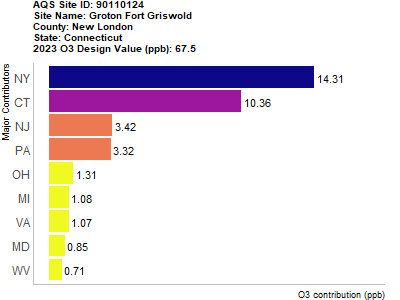 AQS Site ID: 90110124
Site Name: Groton Fort Griswold
County: New London
State: Connecticut
2023 O3 Design Value (ppb): 67.5
Major Contributors
NY 14.31
CT 10.36
NJ 3.42
PA 3.32
OH 1.31
MI 1.08
VA 1.07
MD 0.85
WV 0.71
O3 contribution (ppb)